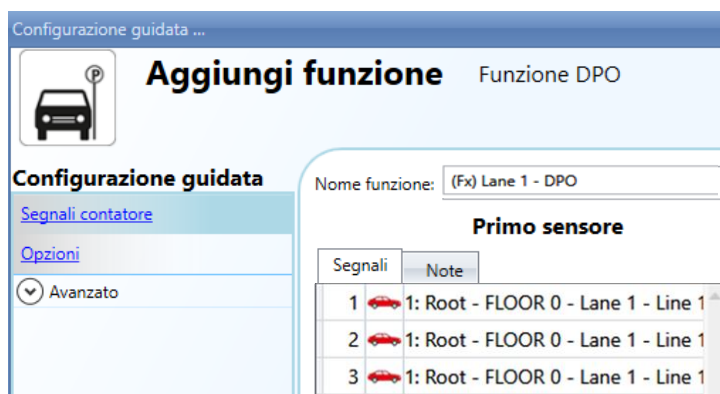 Configurazione guidata ...
Aggiungi funzione Funzione DPO
Configurazione guidata
Segnali contatore
Opzioni
Avanzato
Nome funzione: (Fx) Lane 1 - DPO
Primo sensore
Segnali Note
1 1: Root - FLOOR 0 - Lane 1 - Line 1
2 1: Root - FLOOR 0 - Lane 1 - Line 1
3 1: Root - FLOOR 0 - Lane 1 - Line 1